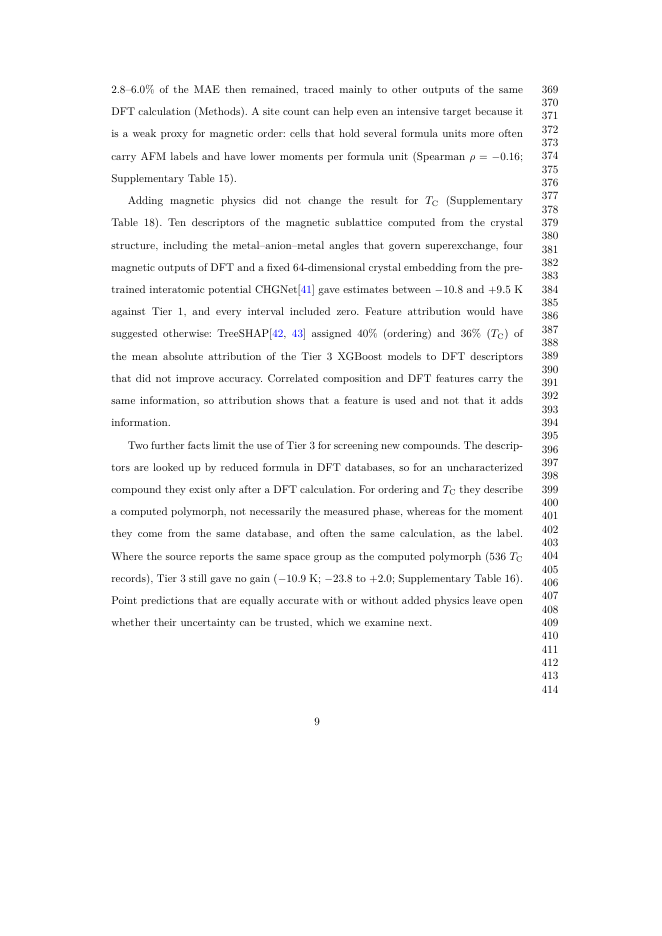 2.8–6.0% of the MAE then remained, traced mainly to other outputs of the same
DFT calculation (Methods). A site count can help even an intensive target because it
is a weak proxy for magnetic order: cells that hold several formula units more often
carry AFM labels and have lower moments per formula unit (Spearman ρ = −0.16;
Supplementary Table 15).
Adding magnetic physics did not change the result for T_C (Supplementary
Table 18). Ten descriptors of the magnetic sublattice computed from the crystal
structure, including the metal–anion–metal angles that govern superexchange, four
magnetic outputs of DFT and a fixed 64-dimensional crystal embedding from the pre-
trained interatomic potential CHGNet[41] gave estimates between −10.8 and +9.5 K
against Tier 1, and every interval included zero. Feature attribution would have
suggested otherwise: TreeSHAP[42, 43] assigned 40% (ordering) and 36% (T_C) of
the mean absolute attribution of the Tier 3 XGBoost models to DFT descriptors
that did not improve accuracy. Correlated composition and DFT features carry the
same information, so attribution shows that a feature is used and not that it adds
information.
Two further facts limit the use of Tier 3 for screening new compounds. The descrip-
tors are looked up by reduced formula in DFT databases, so for an uncharacterized
compound they exist only after a DFT calculation. For ordering and T_C they describe
a computed polymorph, not necessarily the measured phase, whereas for the moment
they come from the same database, and often the same calculation, as the label.
Where the source reports the same space group as the computed polymorph (536 T_C
records), Tier 3 still gave no gain (−10.9 K; −23.8 to +2.0; Supplementary Table 16).
Point predictions that are equally accurate with or without added physics leave open
whether their uncertainty can be trusted, which we examine next.
369
370
371
372
373
374
375
376
377
378
379
380
381
382
383
384
385
386
387
388
389
390
391
392
393
394
395
396
397
398
399
400
401
402
403
404
405
406
407
408
409
410
411
412
413
414
9